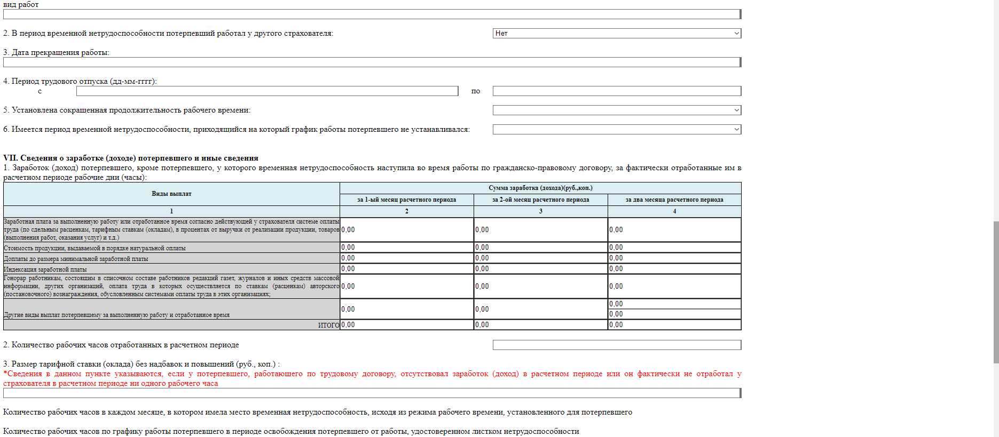 вид работ
2. В период временной нетрудоспособности потерпевший работал у другого страхователя:
Нет
3. Дата прекращения работы:
4. Период трудового отпуска (дд-мм-гггг):
с
по
5. Установлена сокращенная продолжительность рабочего времени:
6. Имеется период временной нетрудоспособности, приходящийся на который график работы потерпевшего не устанавливался:
VII. Сведения о заработке (доходе) потерпевшего и иные сведения
1. Заработок (доход) потерпевшего, кроме потерпевшего, у которого временная нетрудоспособность наступила во время работы по гражданско-правовому договору, за фактически отработанные им в
расчетном периоде рабочие дни (часы):
Виды выплат
Сумма заработка (дохода)(руб.,коп.)
за 1-ый месяц расчетного периода
за 2-ой месяц расчетного периода
за два месяца расчетного периода
1
2
3
4
Заработная плата за выполненную работу или отработанное время согласно действующей у страхователя системе оплаты
труда (по сдельным расценкам, тарифным ставкам (окладам), в процентах от выручки от реализации продукции, товаров
(выполнения работ, оказания услуг) и т.д.)
0,00
0,00
0,00
Стоимость продукции, выдаваемой в порядке натуральной оплаты
0,00
0,00
0,00
Доплаты до размера минимальной заработной платы
0,00
0,00
0,00
Индексация заработной платы
0,00
0,00
0,00
Гонорар работникам, состоящим в списочном составе работников редакций газет, журналов и иных средств массовой
информации, других организаций, оплата труда в которых осуществляется по ставкам (расценкам) авторского
(постановочного) вознаграждения, обусловленным системами оплаты труда в этих организациях;
0,00
0,00
0,00
Другие виды выплат потерпевшему за выполненную работу и отработанное время
0,00
0,00
0,00
0,00
ИТОГО
0,00
0,00
0,00
2. Количество рабочих часов отработанных в расчетном периоде
3. Размер тарифной ставки (оклада) без надбавок и повышений (руб., коп.) :
*Сведения в данном пункте указываются, если у потерпевшего, работающего по трудовому договору, отсутствовал заработок (доход) в расчетном периоде или он фактически не отработал у
страхователя в расчетном периоде ни одного рабочего часа
Количество рабочих часов в каждом месяце, в котором имела место временная нетрудоспособность, исходя из режима рабочего времени, установленного для потерпевшего
Количество рабочих часов по графику работы потерпевшего в периоде освобождения потерпевшего от работы, удостоверенном листком нетрудоспособности